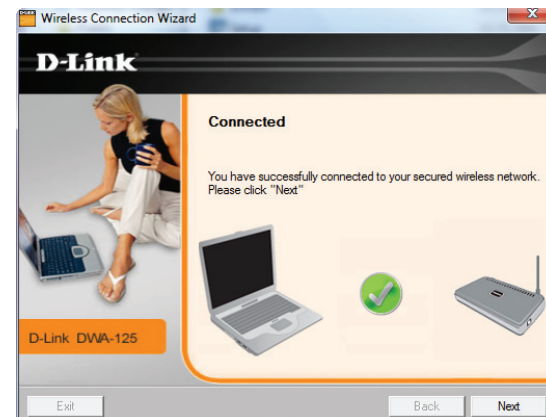 Wireless Connection Wizard
D-Link
Connected
You have successfully connected to your secured wireless network.
Please click "Next"
D-Link DWA-125
Exit
Back
Next